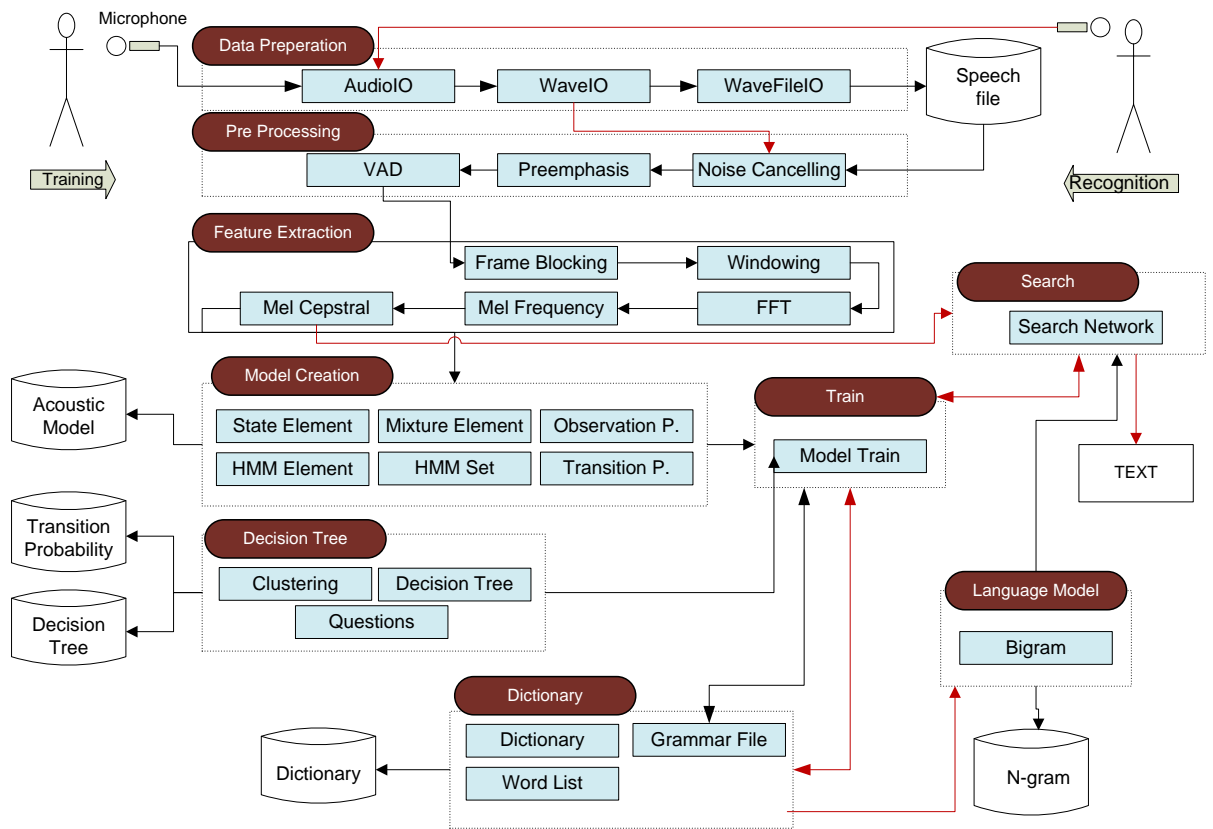 Microphone
Data Preperation
AudioIO
WaveIO
WaveFileIO
Speech
file
Pre Processing
VAD
Preemphasis
Noise Cancelling
Training
Recognition
Feature Extraction
Frame Blocking
Windowing
Mel Cepstral
Mel Frequency
FFT
Search
Search Network
Model Creation
Acoustic
Model
State Element
Mixture Element
Observation P.
HMM Element
HMM Set
Transition P.
Train
Model Train
TEXT
Transition
Probability
Decision Tree
Clustering
Decision Tree
Questions
Decision
Tree
Language Model
Bigram
Dictionary
Dictionary
Grammar File
Word List
Dictionary
N-gram